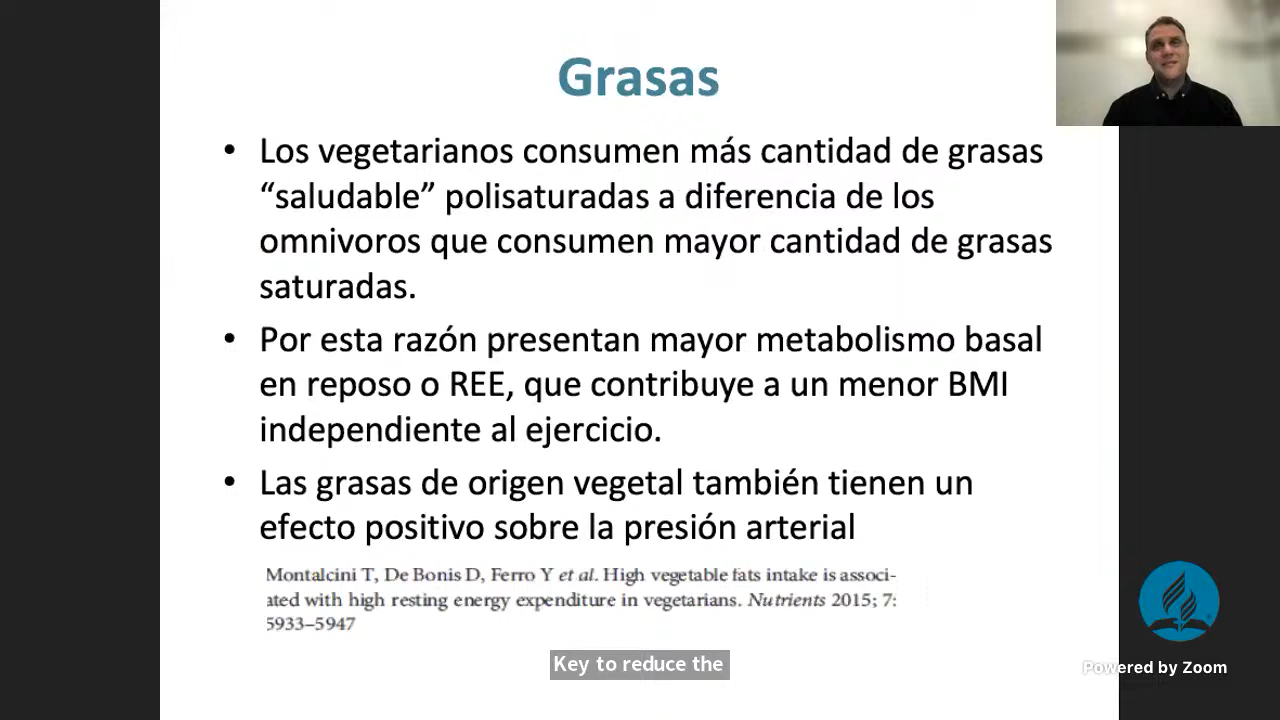 Grasas
• Los vegetarianos consumen más cantidad de grasas
“saludable” polisaturadas a diferencia de los
omnivoros que consumen mayor cantidad de grasas
saturadas.
• Por esta razón presentan mayor metabolismo basal
en reposo o REE, que contribuye a un menor BMI
independiente al ejercicio.
• Las grasas de origen vegetal también tienen un
efecto positivo sobre la presión arterial
Montalcini T, De Bonis D, Ferro Y et al. High vegetable fats intake is associ-
ated with high resting energy expenditure in vegetarians. Nutrients 2015; 7:
5933–5947
Key to reduce the
Powered by Zoom